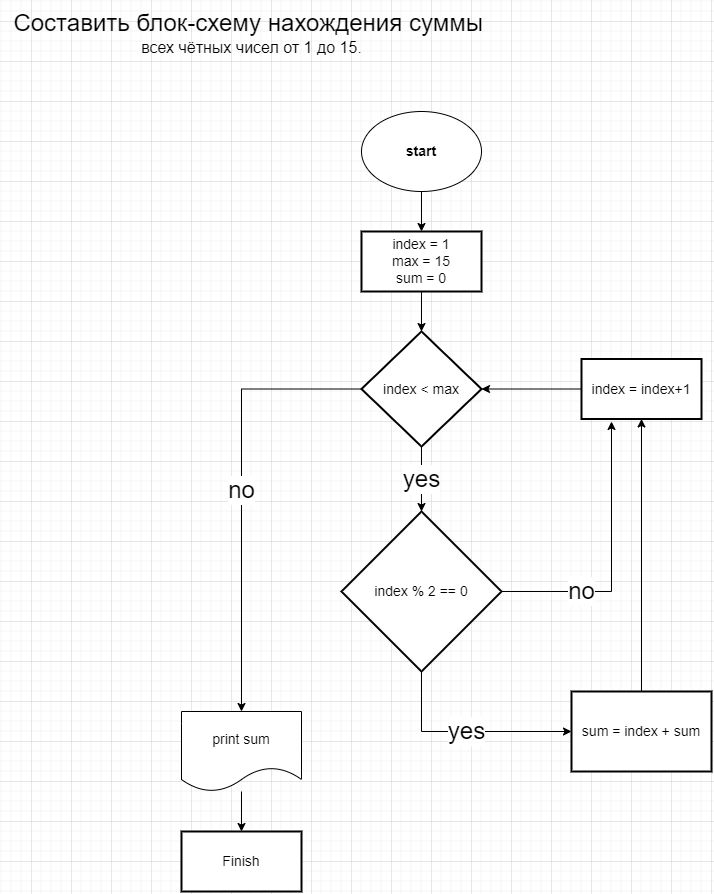 Составить блок-схему нахождения суммы
всех чётных чисел от 1 до 15.
start
index = 1
max = 15
sum = 0
index < max
index = index+1
yes
no
index % 2 == 0
no
yes
sum = index + sum
print sum
Finish